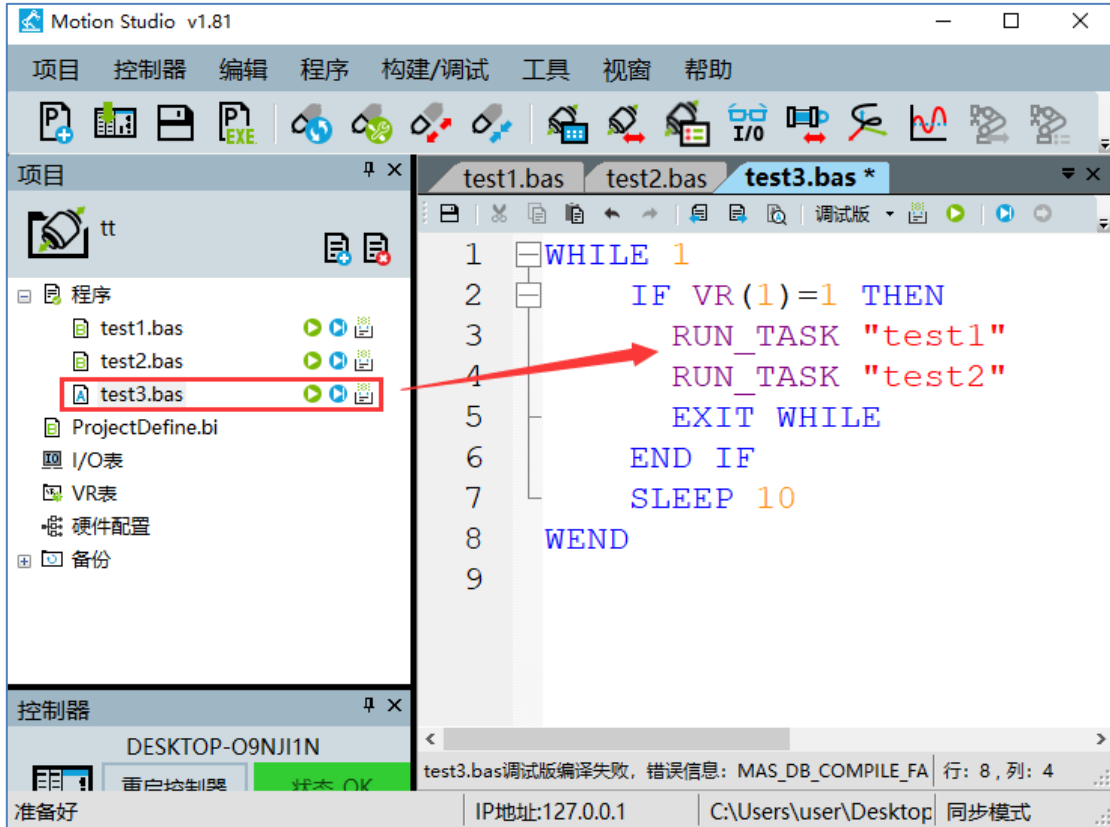 Motion Studio v1.81
项目 控制器 编辑 程序 构建/调试 工具 视窗 帮助
P EXE I/O
项目
tt
程序
test1.bas
test2.bas
test3.bas
ProjectDefine.bi
I/O表
VR表
硬件配置
备份
test1.bas test2.bas test3.bas *
调试版
1 WHILE 1
2 IF VR(1)=1 THEN
3 RUN_TASK "test1"
4 RUN_TASK "test2"
5 EXIT WHILE
6 END IF
7 SLEEP 10
8 WEND
9
控制器
DESKTOP-O9NJI1N
重启控制器 状态 OK
test3.bas调试版编译失败，错误信息：MAS_DB_COMPILE_FA 行：8，列：4
准备好 IP地址:127.0.0.1 C:\Users\user\Desktop 同步模式